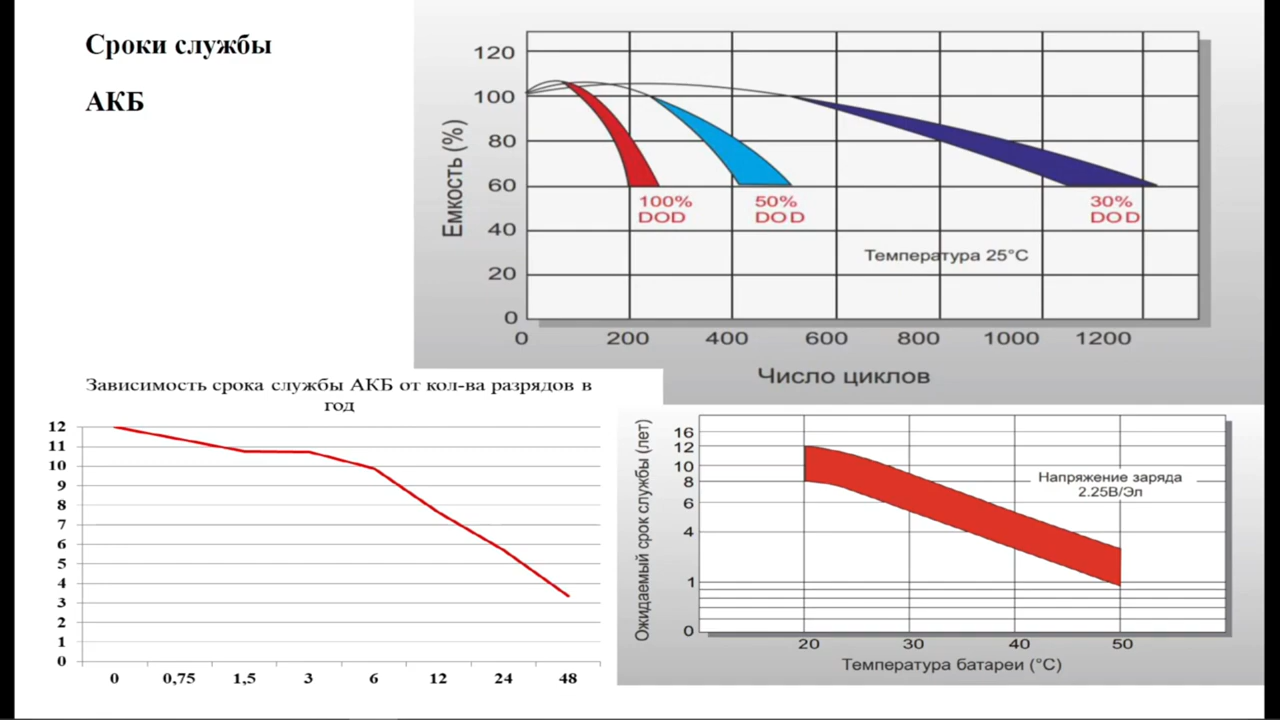 Сроки службы
АКБ
120
100
80
60
40
20
0
Емкость (%)
100%
DOD
50%
DOD
30%
DOD
Температура 25°C
0 200 400 600 800 1000 1200
Число циклов
Зависимость срока службы АКБ от кол-ва разрядов в
год
12
11
10
9
8
7
6
5
4
3
2
1
0
0 0,75 1,5 3 6 12 24 48
Ожидаемый срок службы (лет)
16
12
10
8
6
4
1
0
Напряжение заряда
2.25В/Эл
20 30 40 50
Температура батареи (°C)